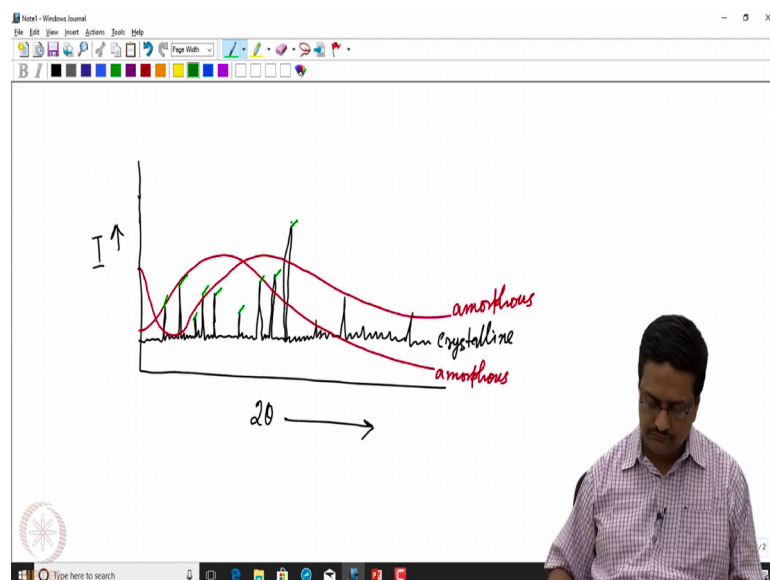 Note1 - Windows Journal
File Edit View Insert Actions Tools Help
Page Width
B I
I ↑
amorphous
crystalline
amorphous
2θ →
/ 2
Type here to search